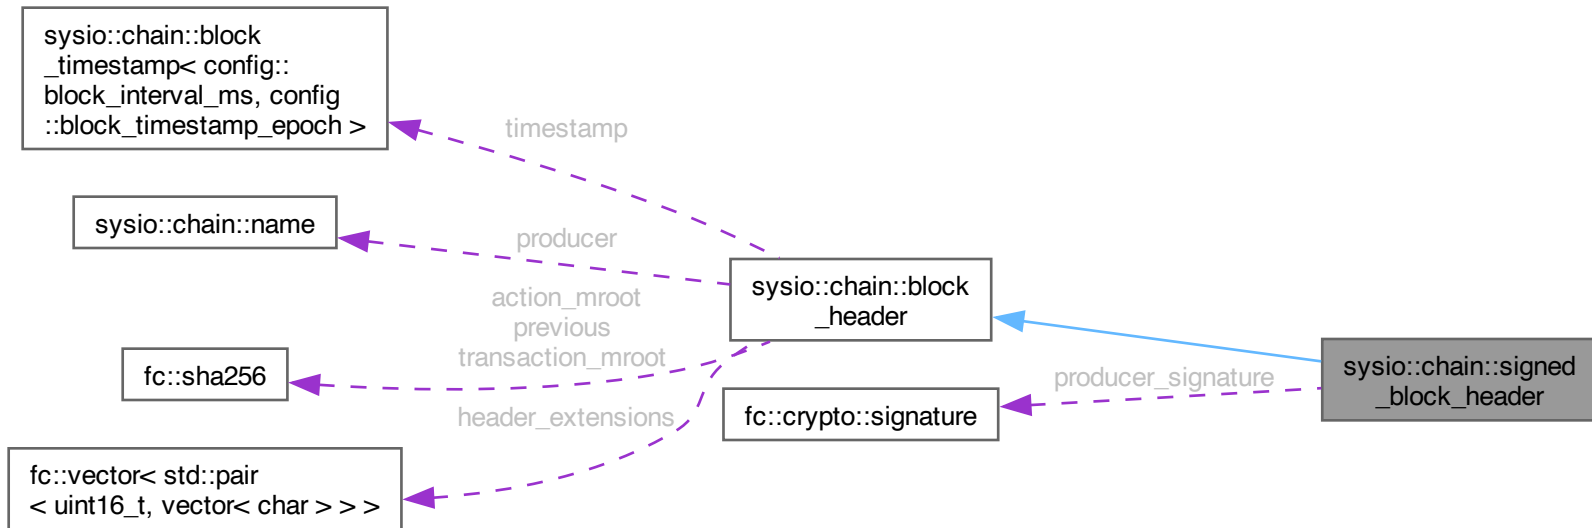 sysio::chain::block
_timestamp< config::
block_interval_ms, config
::block_timestamp_epoch >
timestamp
sysio::chain::name
producer
sysio::chain::block
_header
action_mroot
previous
transaction_mroot
fc::sha256
header_extensions
fc::vector< std::pair
< uint16_t, vector< char > > >
producer_signature
fc::crypto::signature
sysio::chain::signed
_block_header